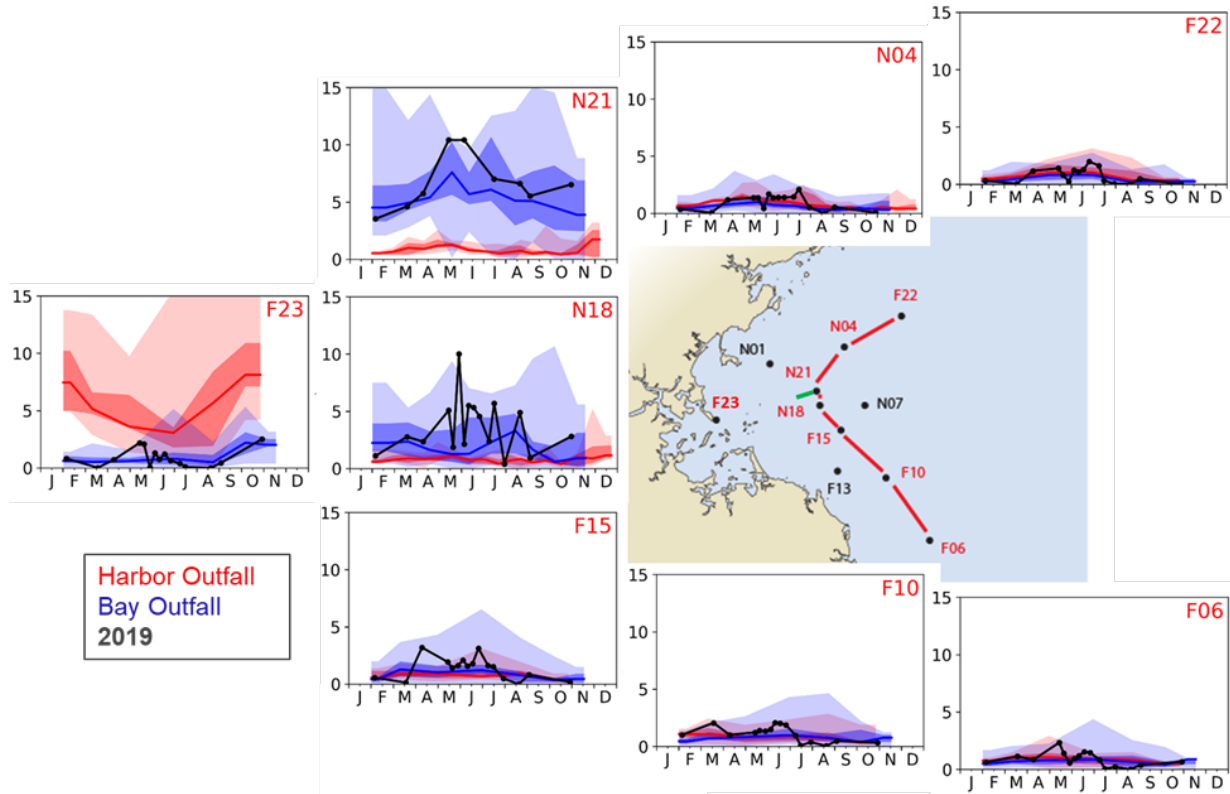 15
10
5
0
F22
J F M A M J J A S O N D
15
10
5
0
N04
J F M A M J J A S O N D
15
10
5
0
N21
J F M A M J J A S O N D
15
10
5
0
F23
J F M A M J J A S O N D
15
10
5
0
N18
J F M A M J J A S O N D
F22
N04
N01
N21
F23
N18
N07
F15
F13
F10
F06
15
10
5
0
F15
J F M A M J J A S O N D
Harbor Outfall
Bay Outfall
2019
15
10
5
0
F10
J F M A M J J A S O N D
15
10
5
0
F06
J F M A M J J A S O N D